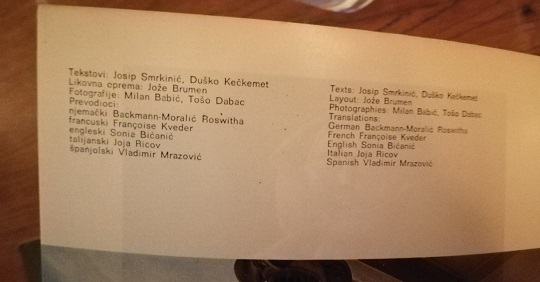 Tekstovi: Josip Smrkinić, Duško Kečkemet
Likovna oprema: Jože Brumen
Fotografije: Milan Babić, Tošo Dabac
Prevodioci:
njemački Backmann-Moralić Roswitha
francuski Françoise Kveder
engleski Sonia Bićanić
talijanski Joja Ricov
španjolski Vladimir Mrazović
Texts: Josip Smrkinić, Duško Kečkemet
Layout: Jože Brumen
Photographies: Milan Babić, Tošo Dabac
Translations:
German Backmann-Moralić Roswitha
French Françoise Kveder
English Sonia Bićanić
Italian Joja Ricov
Spanish Vladimir Mrazović